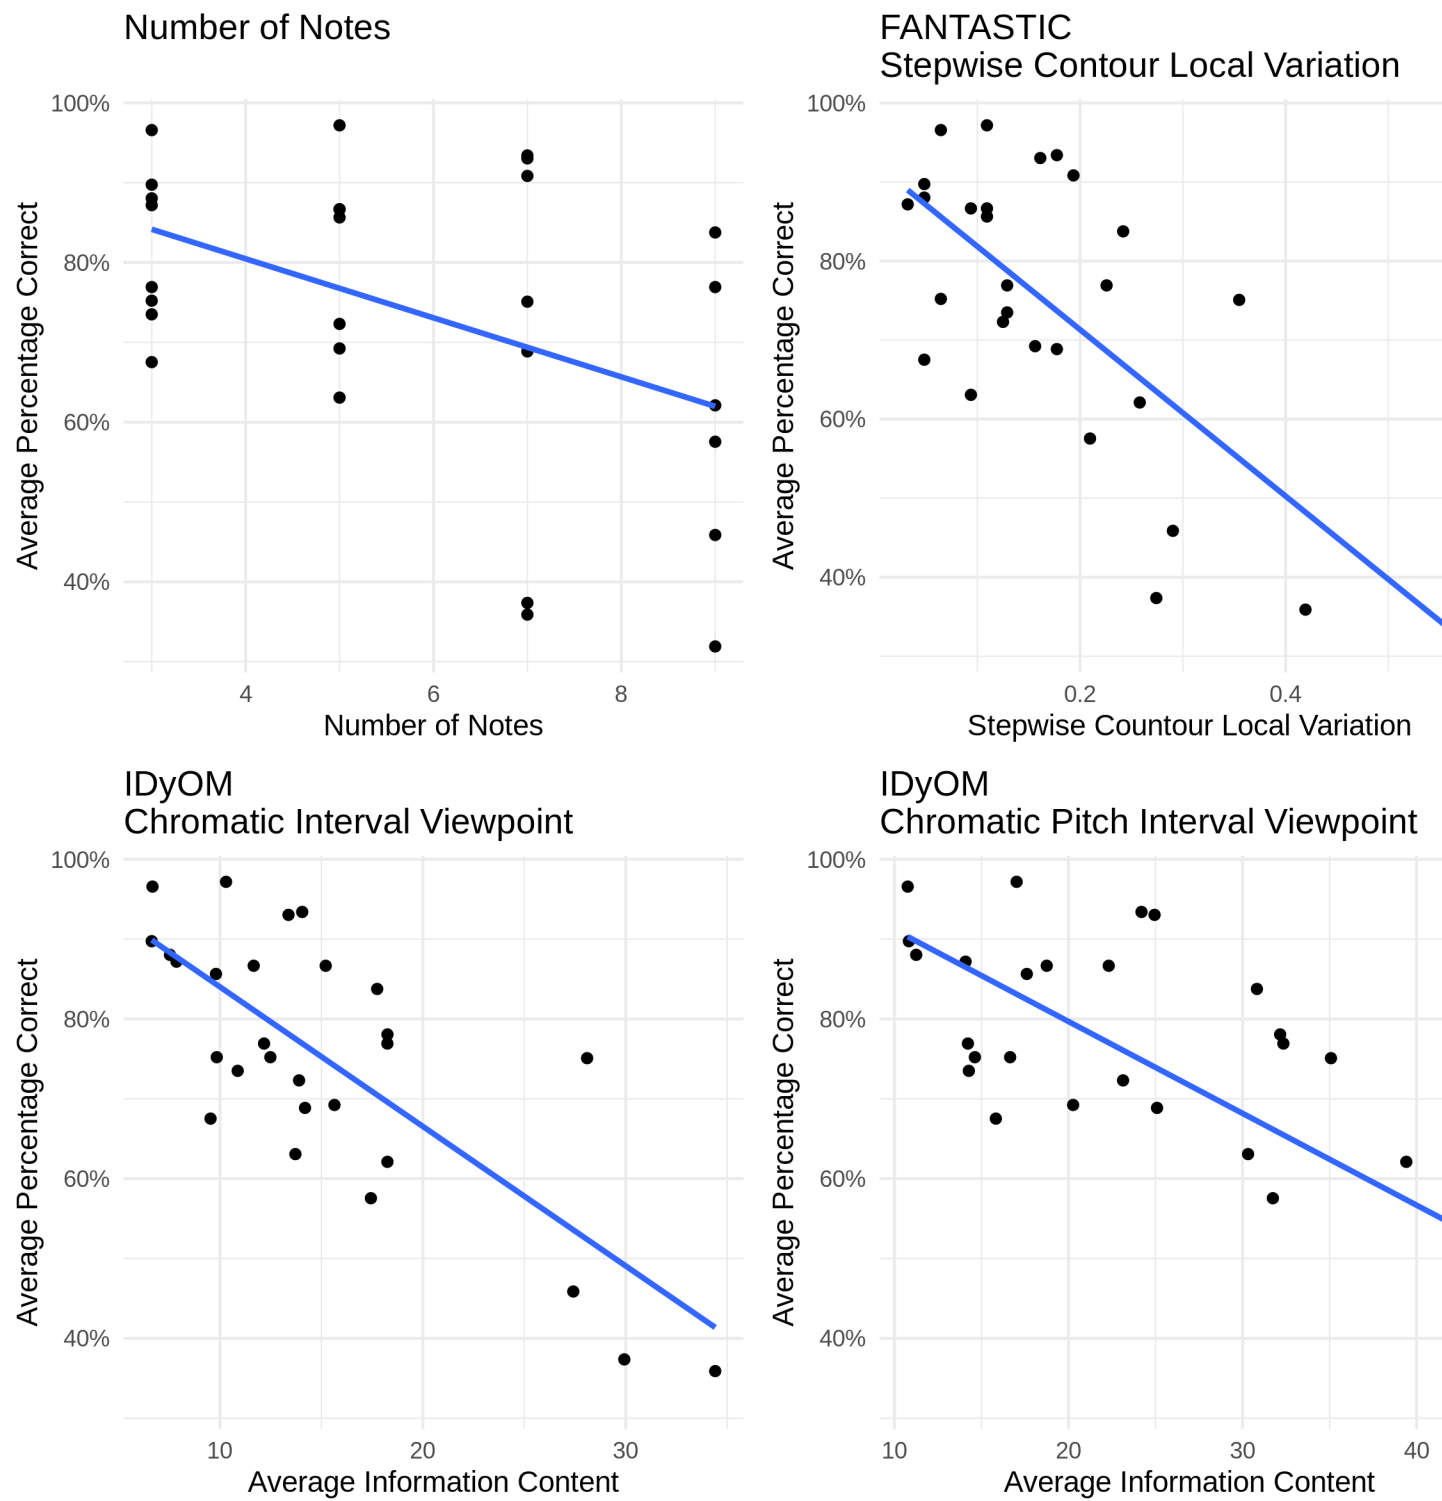 Number of Notes
100%
80%
60%
40%
Average Percentage Correct
4 6 8
Number of Notes
FANTASTIC
Stepwise Contour Local Variation
100%
80%
60%
40%
Average Percentage Correct
0.2 0.4
Stepwise Countour Local Variation
IDyOM
Chromatic Interval Viewpoint
100%
80%
60%
40%
Average Percentage Correct
10 20 30
Average Information Content
IDyOM
Chromatic Pitch Interval Viewpoint
100%
80%
60%
40%
Average Percentage Correct
10 20 30 40
Average Information Content